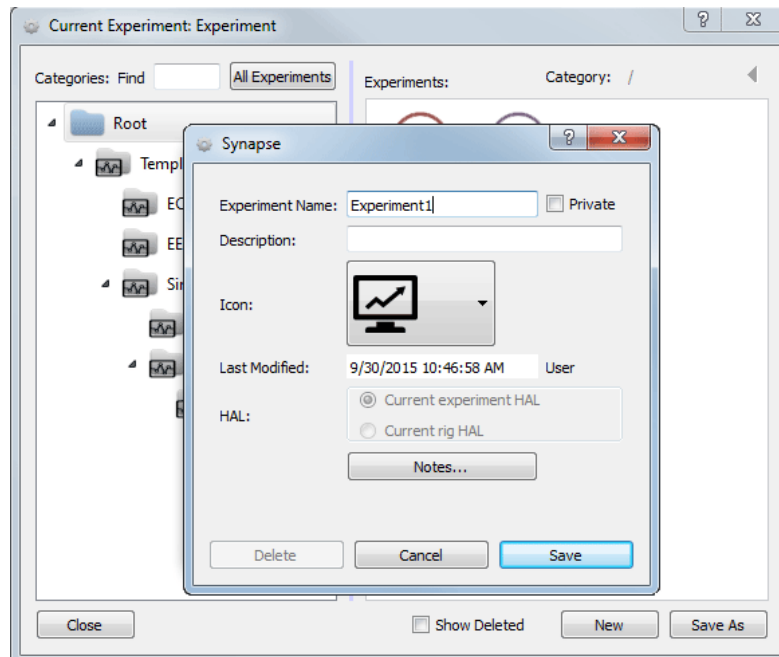 Current Experiment: Experiment
Categories: Find
All Experiments
Experiments:
Category: /
Root
Synapse
Experiment Name: Experiment1
Private
Description:
Icon:
Last Modified: 9/30/2015 10:46:58 AM User
HAL:
Current experiment HAL
Current rig HAL
Notes...
Delete
Cancel
Save
Close
Show Deleted
New
Save As